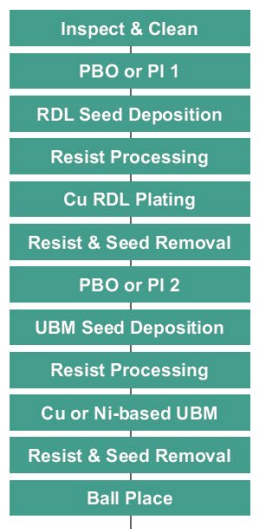 Inspect & Clean
PBO or PI 1
RDL Seed Deposition
Resist Processing
Cu RDL Plating
Resist & Seed Removal
PBO or PI 2
UBM Seed Deposition
Resist Processing
Cu or Ni-based UBM
Resist & Seed Removal
Ball Place